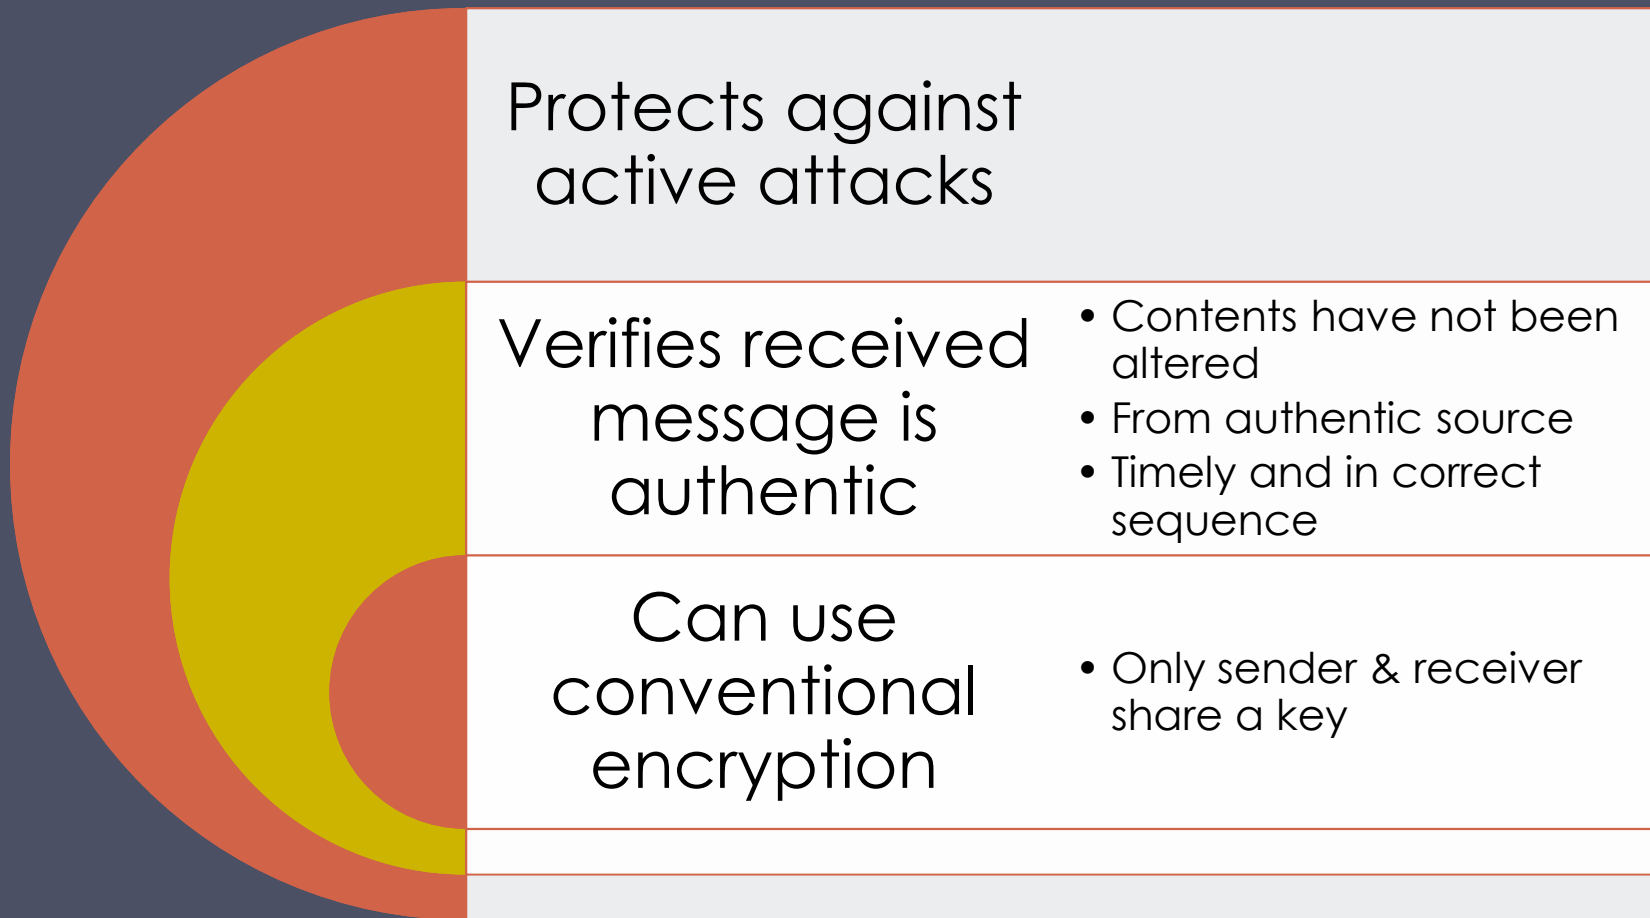 Protects against
active attacks
Verifies received
message is
authentic
• Contents have not been
altered
• From authentic source
• Timely and in correct
sequence
Can use
conventional
encryption
• Only sender & receiver
share a key